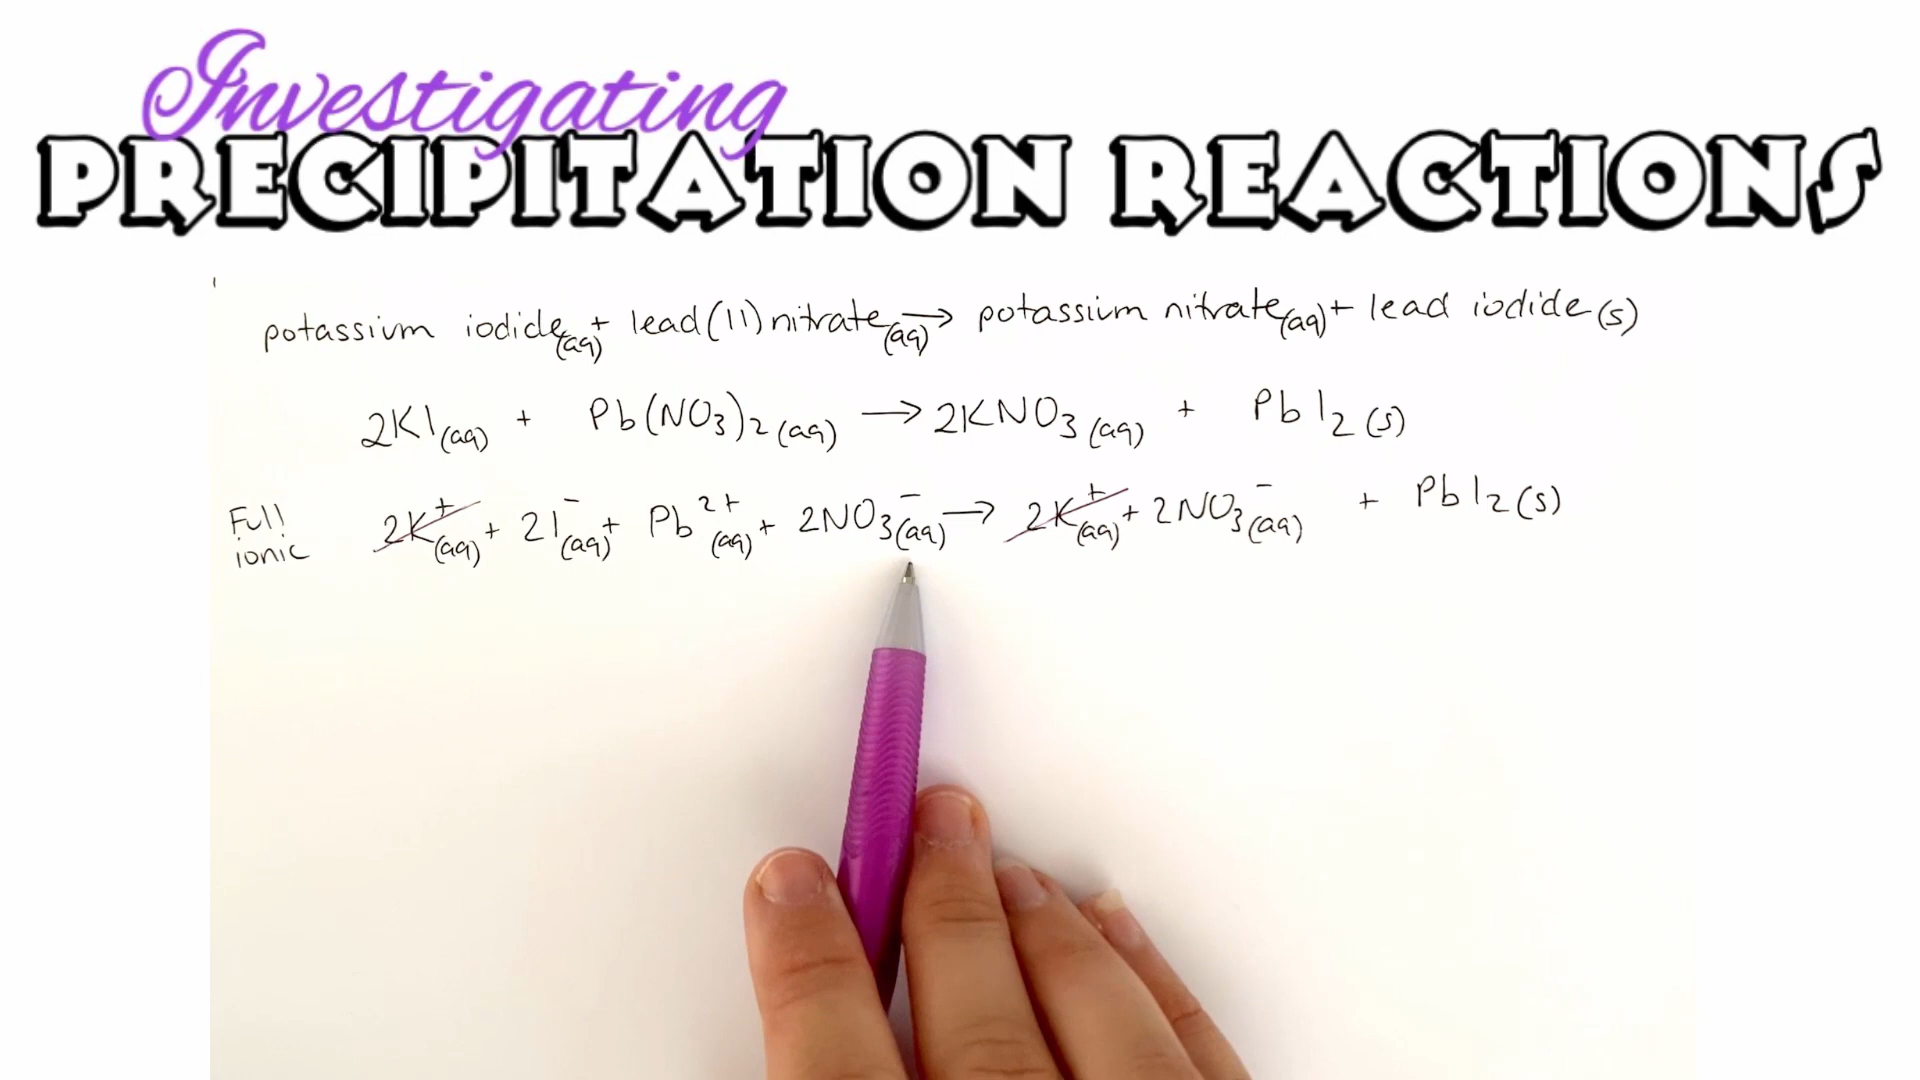 Investigating
PRECIPITATION REACTIONS
potassium iodide(aq) + lead(II) nitrate(aq) → potassium nitrate(aq) + lead iodide(s)
2KI(aq) + Pb(NO3)2(aq) → 2KNO3(aq) + PbI2(s)
Full ionic 2K+(aq) + 2I-(aq) + Pb2+(aq) + 2NO3-(aq) → 2K+(aq) + 2NO3-(aq) + PbI2(s)